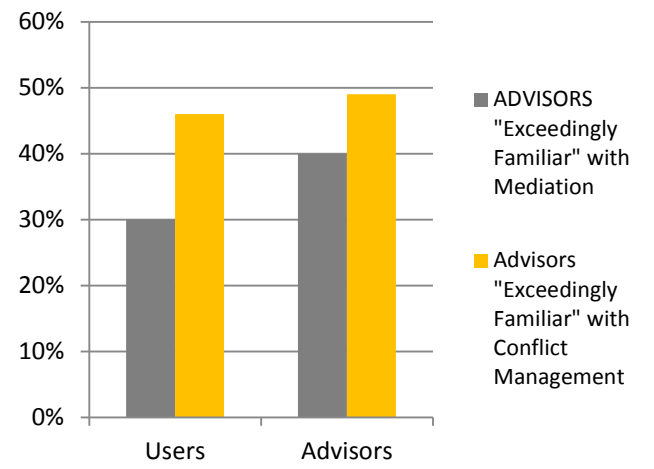 60%
50%
40%
30%
20%
10%
0%
Users
Advisors
ADVISORS
"Exceedingly
Familiar" with
Mediation
Advisors
"Exceedingly
Familiar" with
Conflict
Management